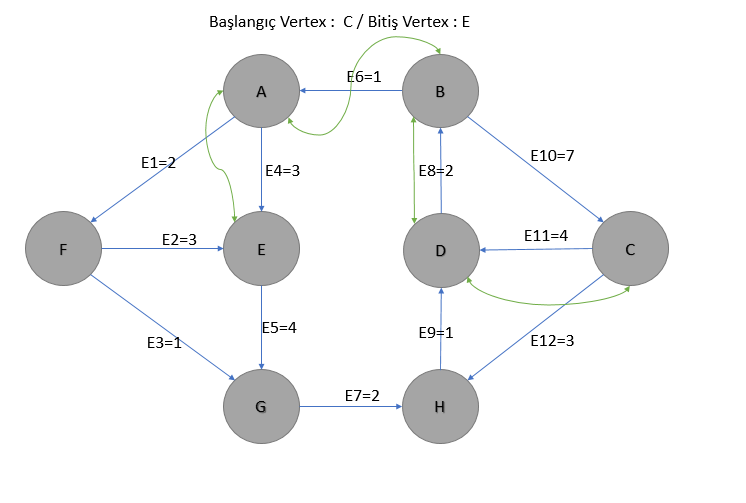 Başlangıç Vertex : C / Bitiş Vertex : E
E6=1
A
B
E1=2
E4=3
E8=2
E10=7
E2=3
E11=4
F
E
D
C
E3=1
E5=4
E9=1
E12=3
E7=2
G
H